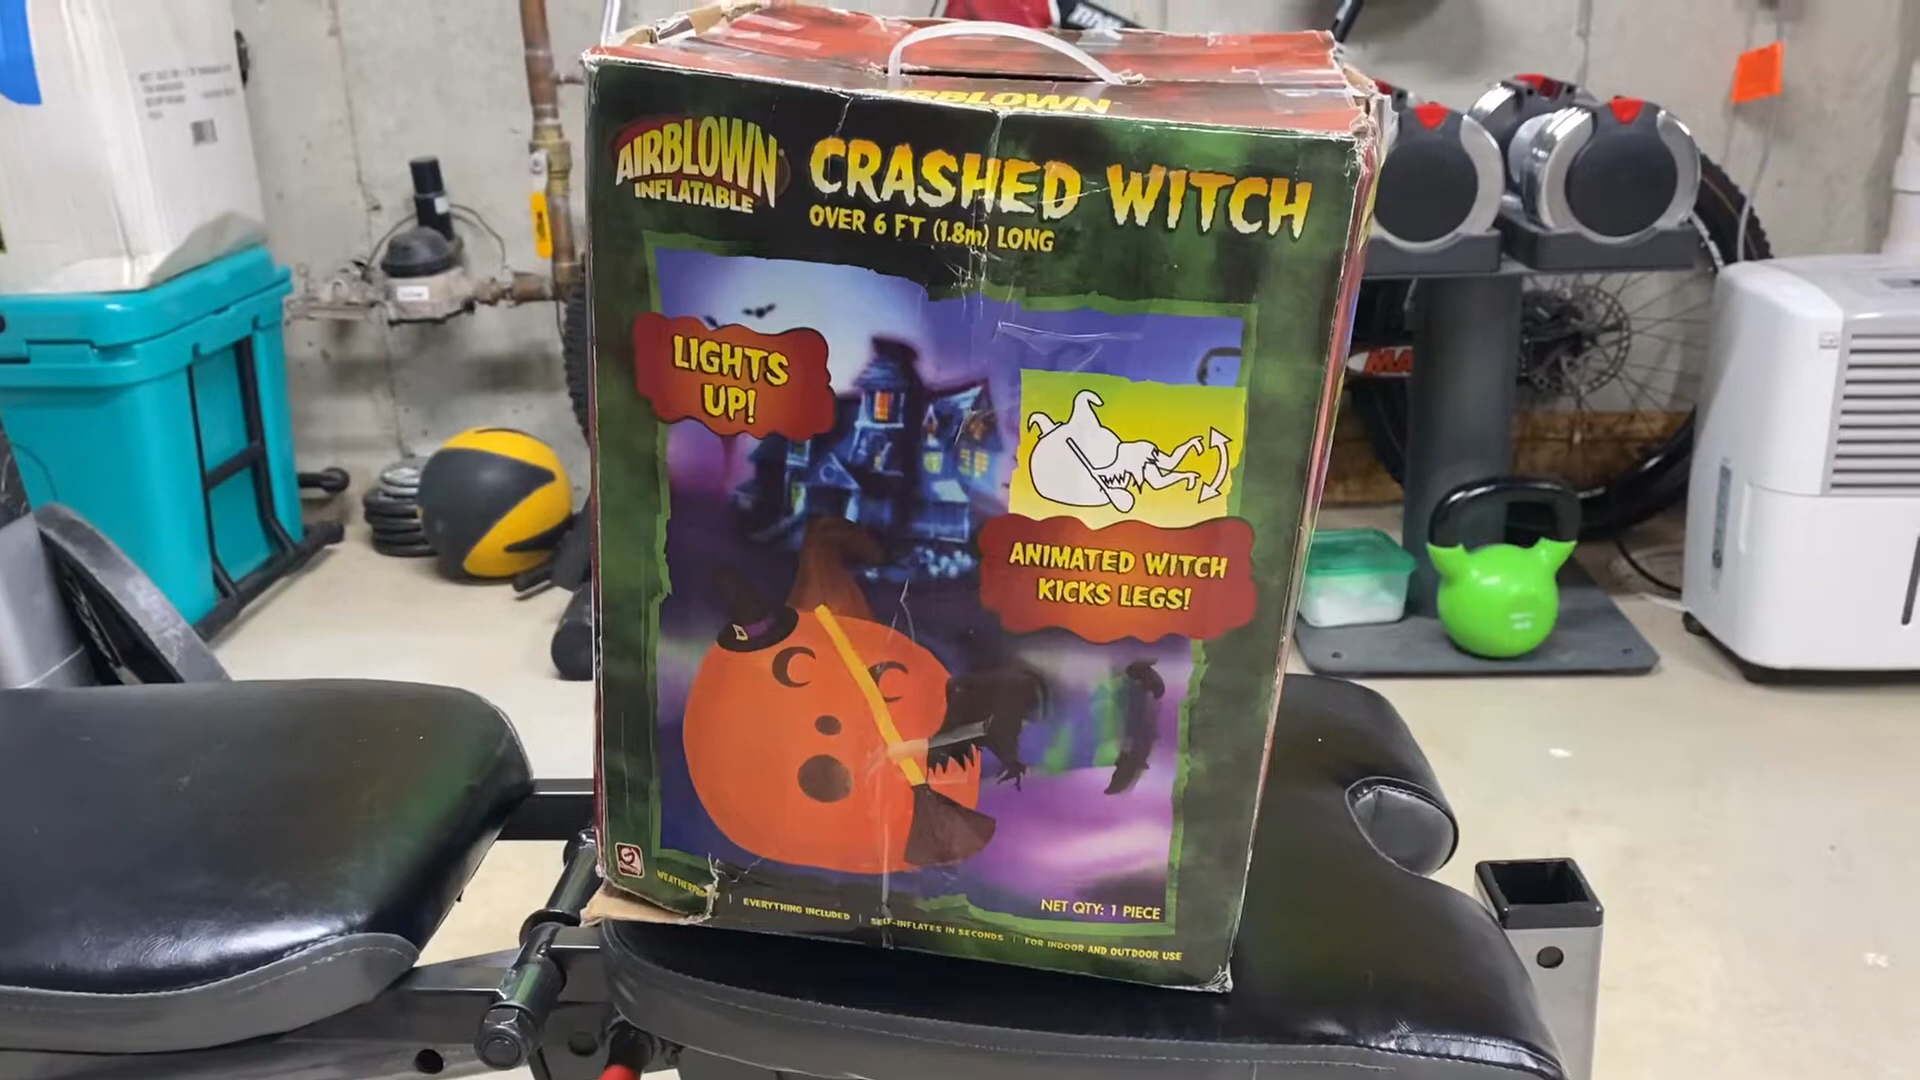 AIRBLOWN
AIRBLOWN
INFLATABLE
CRASHED WITCH
OVER 6 FT (1.8m) LONG
LIGHTS
UP!
ANIMATED WITCH
KICKS LEGS!
NET QTY: 1 PIECE
EVERYTHING INCLUDED | SELF-INFLATES IN SECONDS | FOR INDOOR AND OUTDOOR USE